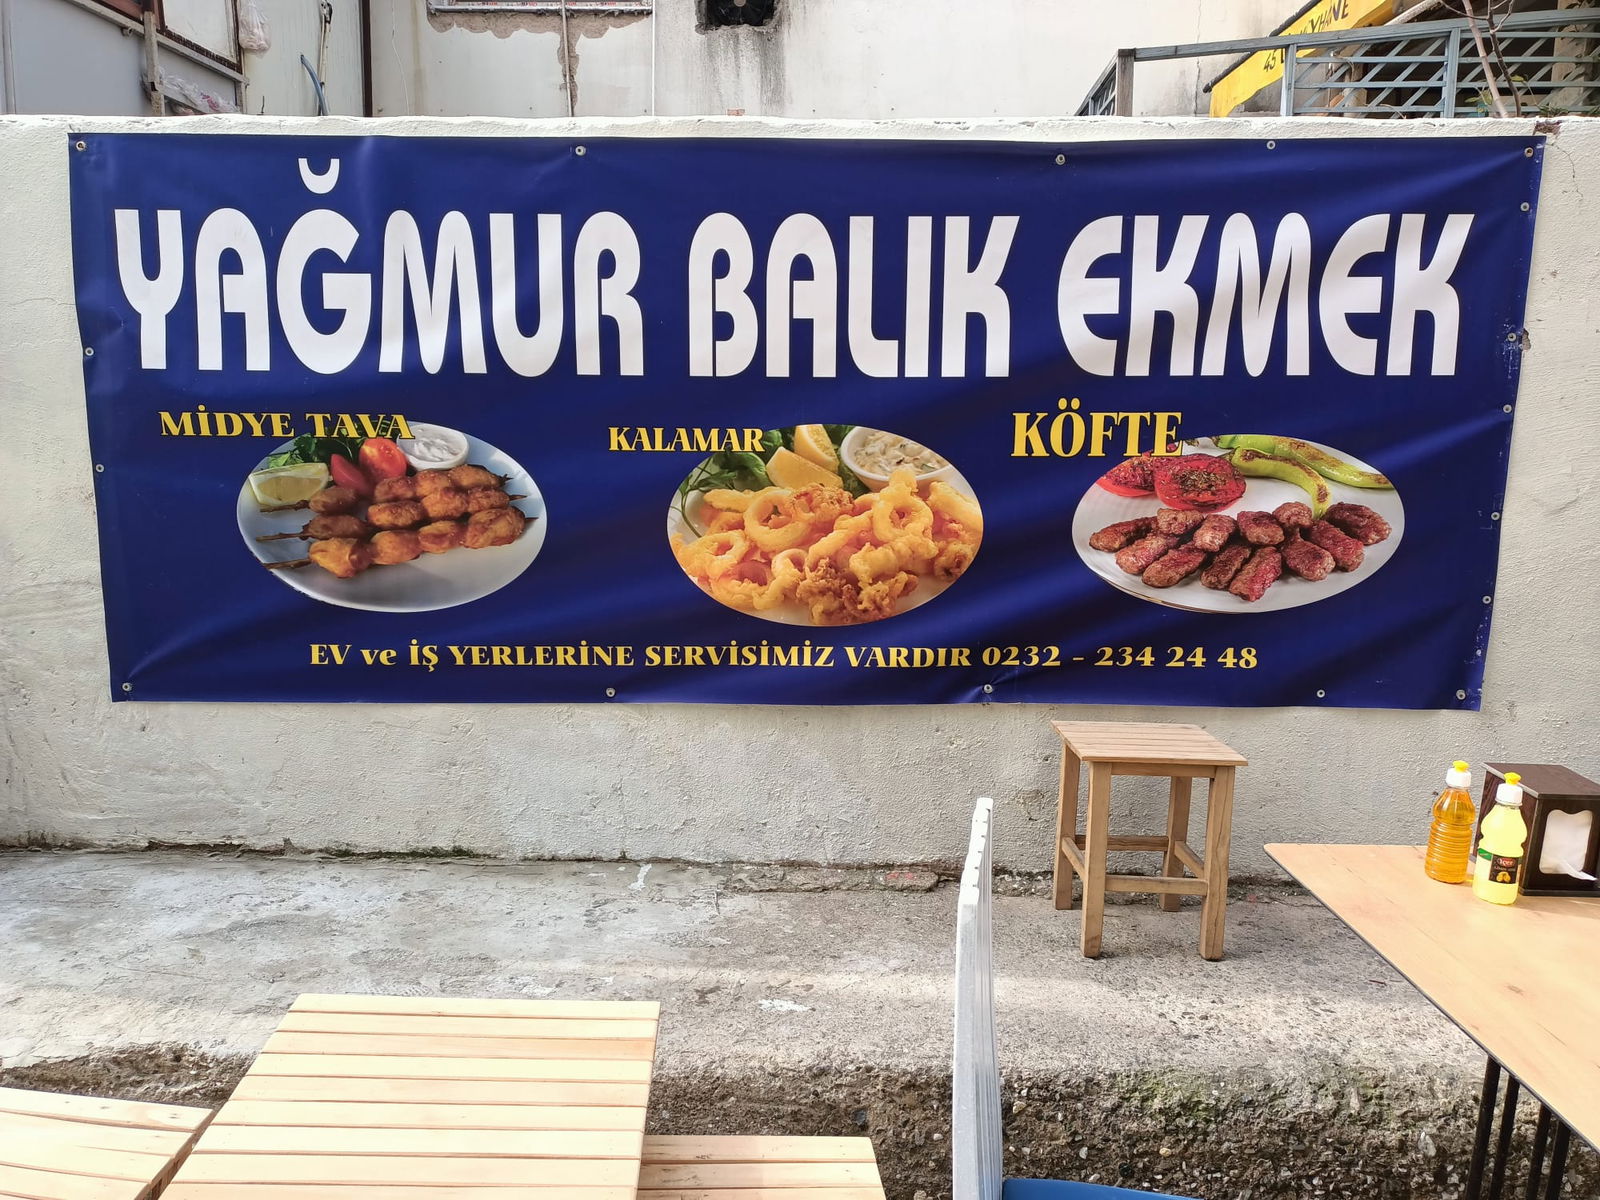 YAĞMUR BALIK EKMEK
MİDYE TAVA
KALAMAR
KÖFTE
EV ve İŞ YERLERİNE SERVİSİMİZ VARDIR 0232 - 234 24 48